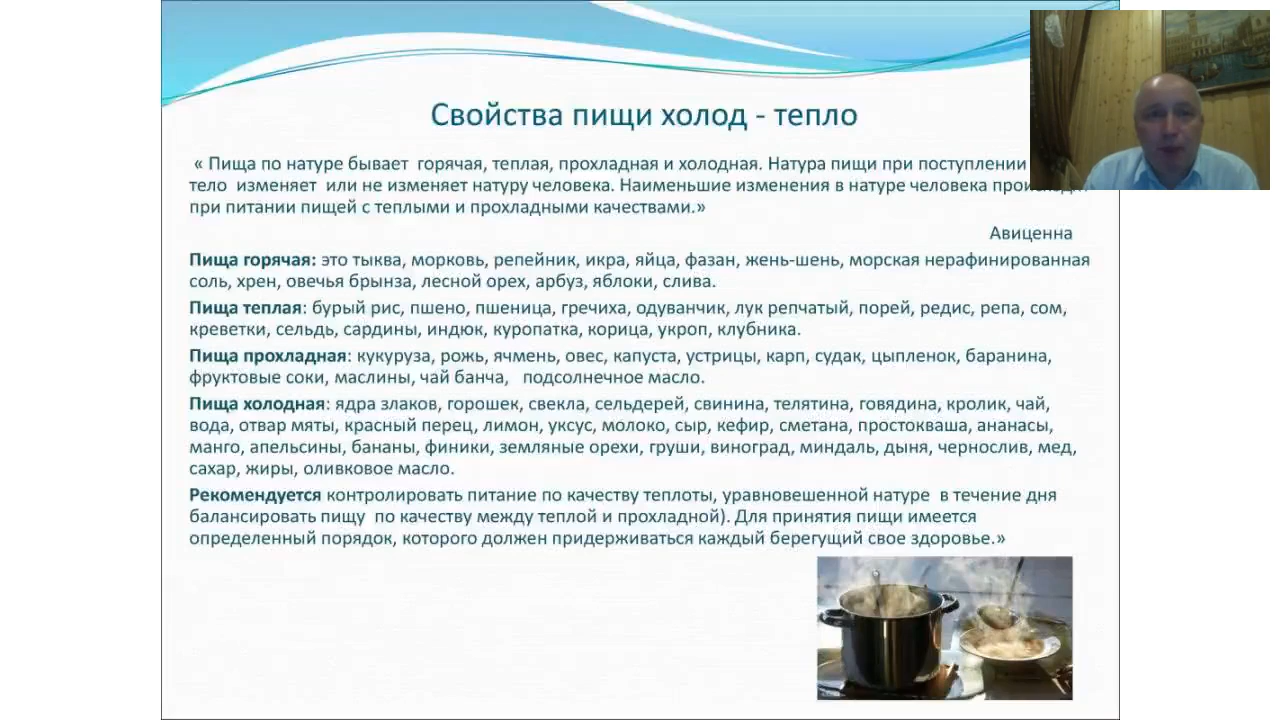 Свойства пищи холод - тепло
« Пища по натуре бывает горячая, теплая, прохладная и холодная. Натура пищи при поступлении
тело изменяет или не изменяет натуру человека. Наименьшие изменения в натуре человека
при питании пищей с теплыми и прохладными качествами.»
Авиценна
Пища горячая: это тыква, морковь, репейник, икра, яйца, фазан, жень-шень, морская нерафинированная
соль, хрен, овечья брынза, лесной орех, арбуз, яблоки, слива.
Пища теплая: бурый рис, пшено, пшеница, гречиха, одуванчик, лук репчатый, порей, редис, репа, сом,
креветки, сельдь, сардины, индюк, куропатка, корица, укроп, клубника.
Пища прохладная: кукуруза, рожь, ячмень, овес, капуста, устрицы, карп, судак, цыпленок, баранина,
фруктовые соки, маслины, чай банча, подсолнечное масло.
Пища холодная: ядра злаков, горошек, свекла, сельдерей, свинина, телятина, говядина, кролик, чай,
вода, отвар мяты, красный перец, лимон, уксус, молоко, сыр, кефир, сметана, простокваша, ананасы,
манго, апельсины, бананы, финики, земляные орехи, груши, виноград, миндаль, дыня, чернослив, мед,
сахар, жиры, оливковое масло.
Рекомендуется контролировать питание по качеству теплоты, уравновешенной натуре в течение дня
балансировать пищу по качеству между теплой и прохладной). Для принятия пищи имеется
определенный порядок, которого должен придерживаться каждый берегущий свое здоровье.»